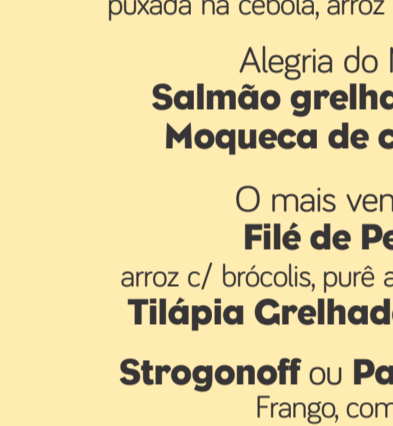 puxada na cebola, arroz
Alegria do
Salmão grelha
Moqueca de c
O mais ven
Filé de Pe
arroz c/ brócolis, purê a
Tilápia Grelhad
Strogonoff ou Pa
Frango, com